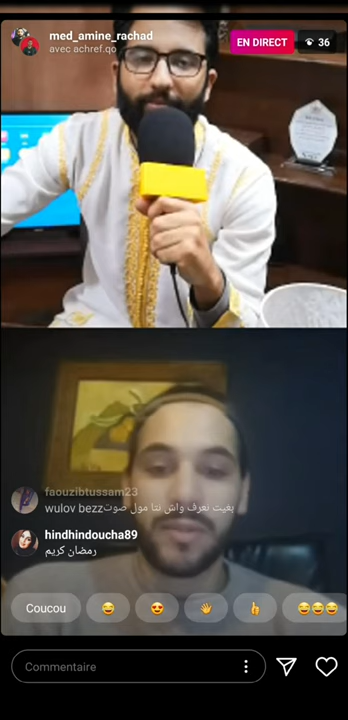 med_amine_rachad
avec achref.qo
EN DIRECT
36
faouzibtussam23
wulov bezzبغيت نعرف واش نتا مول صوت
hindhindoucha89
رمضان كريم
Coucou
Commentaire